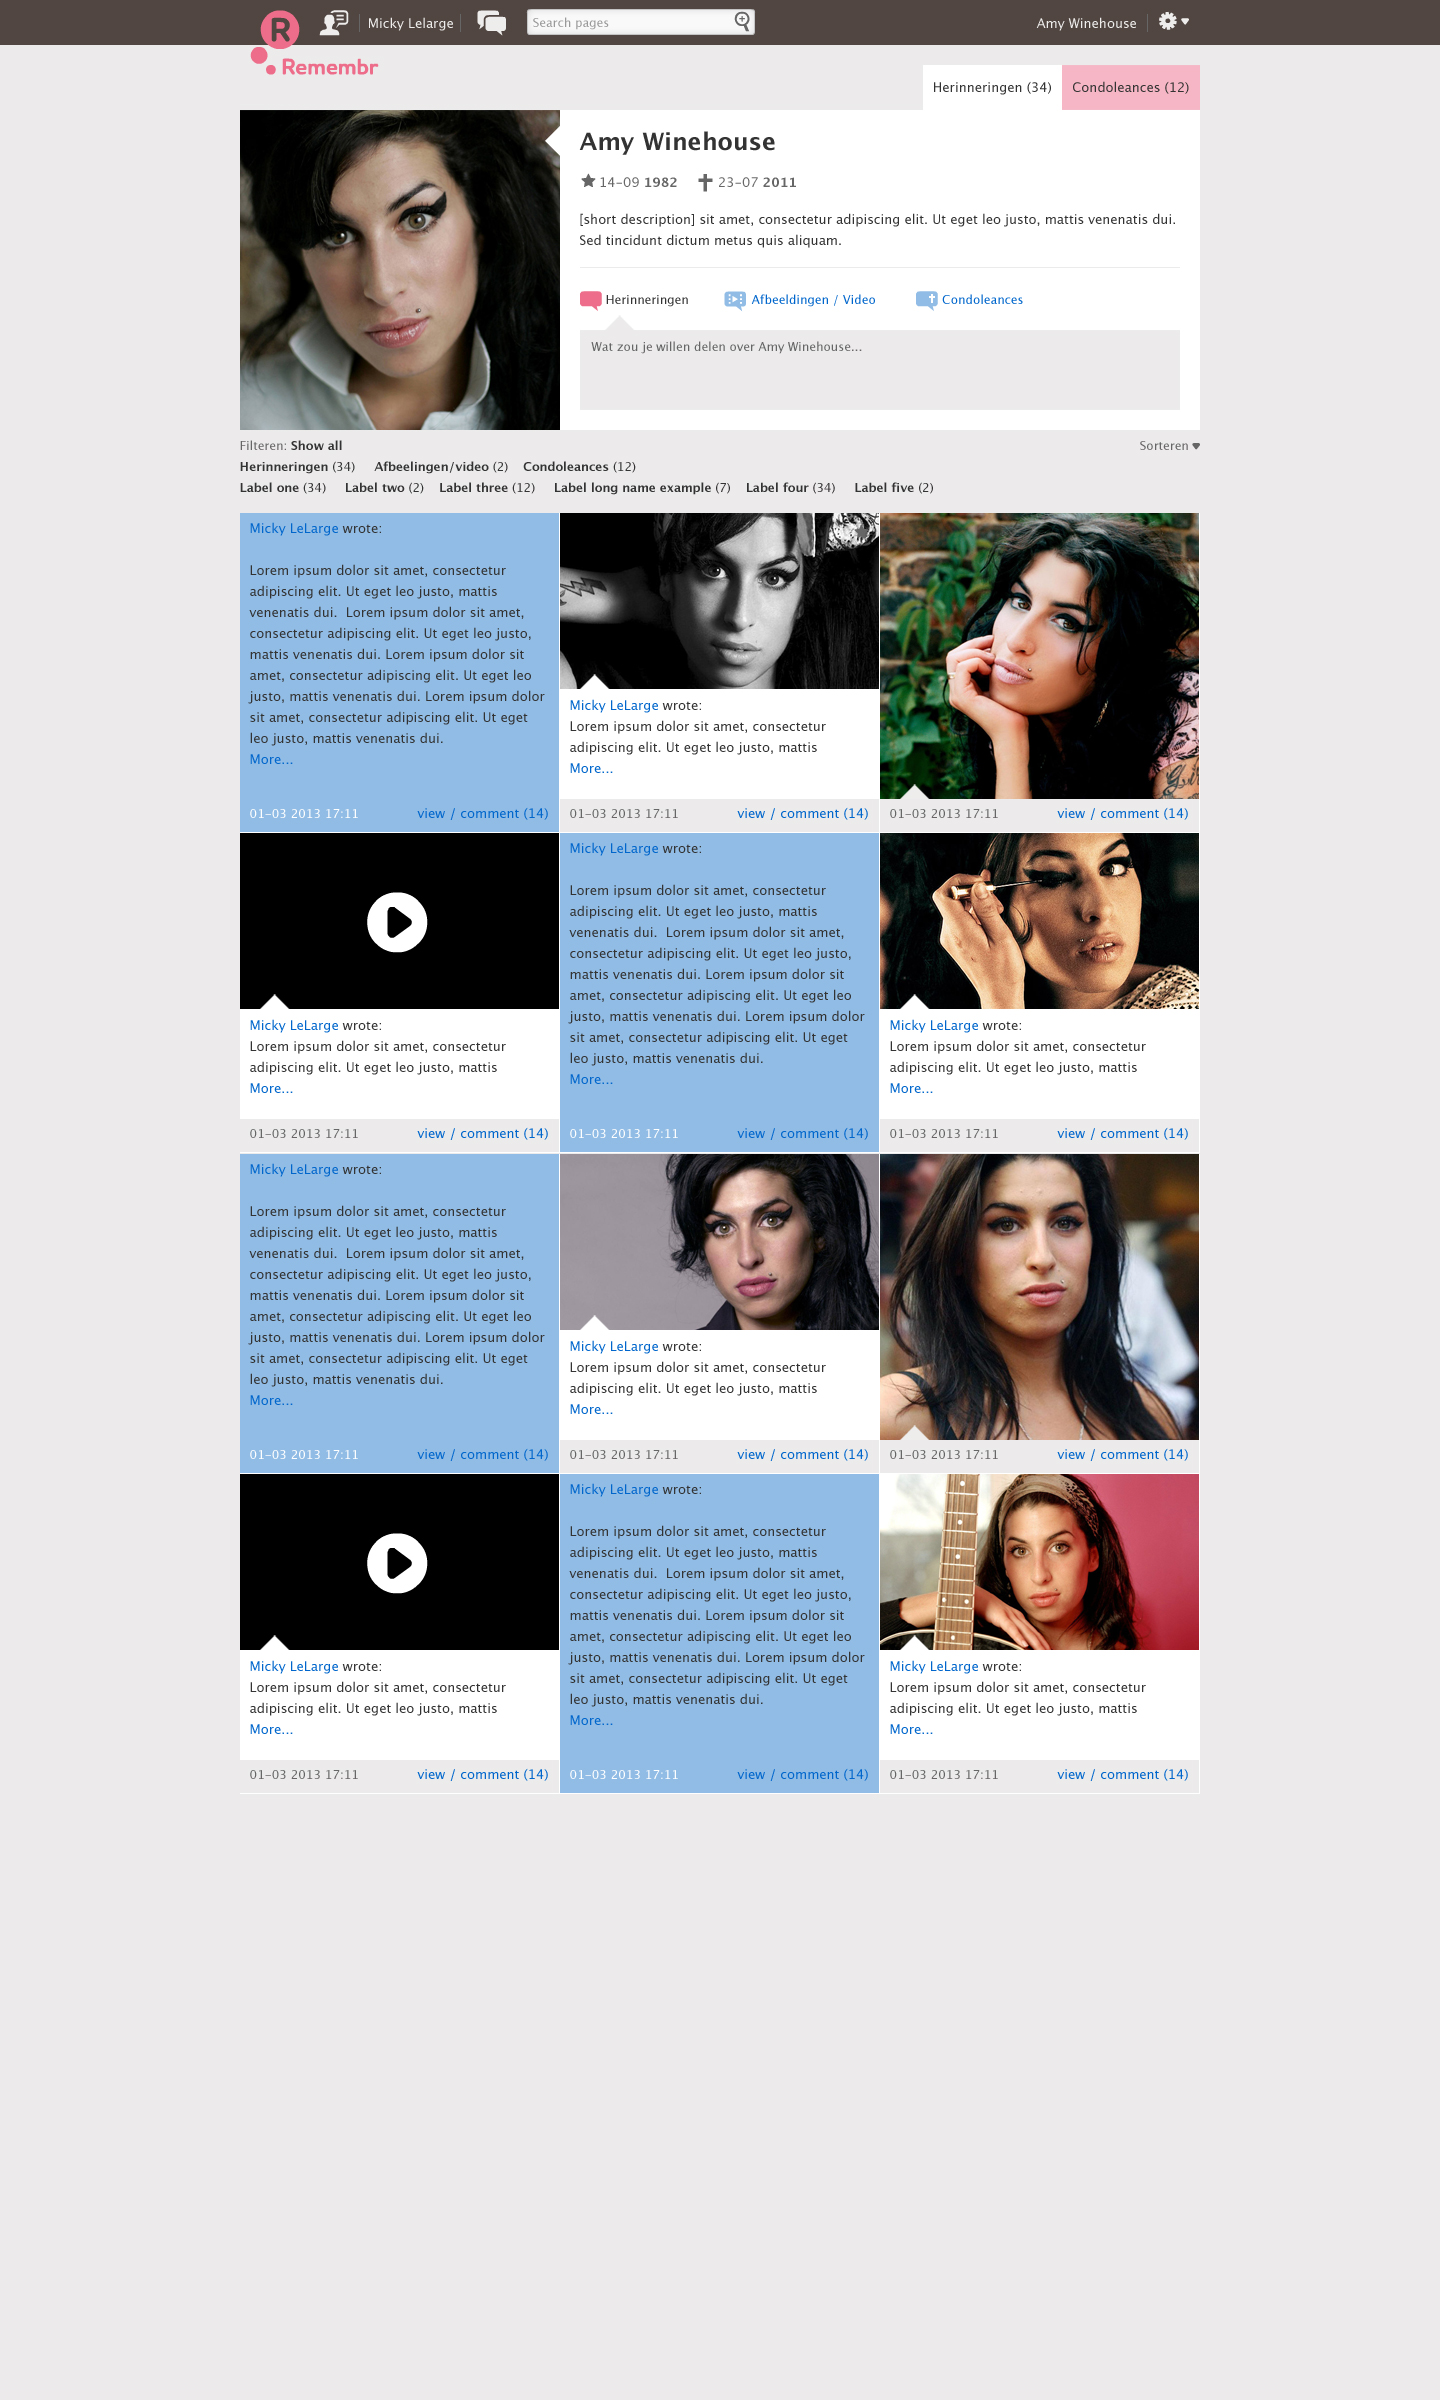 R
Remembr
Micky Lelarge
Search pages
Amy Winehouse
Herinneringen (34)
Condoleances (12)
Amy Winehouse
14-09 1982
23-07 2011
[short description] sit amet, consectetur adipiscing elit. Ut eget leo justo, mattis venenatis dui.
Sed tincidunt dictum metus quis aliquam.
Herinneringen
Afbeeldingen / Video
Condoleances
Wat zou je willen delen over Amy Winehouse...
Filteren: Show all
Sorteren
Herinneringen (34) Afbeelingen/video (2) Condoleances (12)
Label one (34) Label two (2) Label three (12) Label long name example (7) Label four (34) Label five (2)
Micky LeLarge wrote:
Lorem ipsum dolor sit amet, consectetur
adipiscing elit. Ut eget leo justo, mattis
venenatis dui.  Lorem ipsum dolor sit amet,
consectetur adipiscing elit. Ut eget leo justo,
mattis venenatis dui. Lorem ipsum dolor sit
amet, consectetur adipiscing elit. Ut eget leo
justo, mattis venenatis dui. Lorem ipsum dolor
sit amet, consectetur adipiscing elit. Ut eget
leo justo, mattis venenatis dui.
More...
01-03 2013 17:11
view / comment (14)
Micky LeLarge wrote:
Lorem ipsum dolor sit amet, consectetur
adipiscing elit. Ut eget leo justo, mattis
More...
01-03 2013 17:11
view / comment (14)
01-03 2013 17:11
view / comment (14)
Micky LeLarge wrote:
Lorem ipsum dolor sit amet, consectetur
adipiscing elit. Ut eget leo justo, mattis
More...
01-03 2013 17:11
view / comment (14)
Micky LeLarge wrote:
Lorem ipsum dolor sit amet, consectetur
adipiscing elit. Ut eget leo justo, mattis
venenatis dui.  Lorem ipsum dolor sit amet,
consectetur adipiscing elit. Ut eget leo justo,
mattis venenatis dui. Lorem ipsum dolor sit
amet, consectetur adipiscing elit. Ut eget leo
justo, mattis venenatis dui. Lorem ipsum dolor
sit amet, consectetur adipiscing elit. Ut eget
leo justo, mattis venenatis dui.
More...
01-03 2013 17:11
view / comment (14)
Micky LeLarge wrote:
Lorem ipsum dolor sit amet, consectetur
adipiscing elit. Ut eget leo justo, mattis
More...
01-03 2013 17:11
view / comment (14)
Micky LeLarge wrote:
Lorem ipsum dolor sit amet, consectetur
adipiscing elit. Ut eget leo justo, mattis
venenatis dui.  Lorem ipsum dolor sit amet,
consectetur adipiscing elit. Ut eget leo justo,
mattis venenatis dui. Lorem ipsum dolor sit
amet, consectetur adipiscing elit. Ut eget leo
justo, mattis venenatis dui. Lorem ipsum dolor
sit amet, consectetur adipiscing elit. Ut eget
leo justo, mattis venenatis dui.
More...
01-03 2013 17:11
view / comment (14)
Micky LeLarge wrote:
Lorem ipsum dolor sit amet, consectetur
adipiscing elit. Ut eget leo justo, mattis
More...
01-03 2013 17:11
view / comment (14)
01-03 2013 17:11
view / comment (14)
Micky LeLarge wrote:
Lorem ipsum dolor sit amet, consectetur
adipiscing elit. Ut eget leo justo, mattis
More...
01-03 2013 17:11
view / comment (14)
Micky LeLarge wrote:
Lorem ipsum dolor sit amet, consectetur
adipiscing elit. Ut eget leo justo, mattis
venenatis dui.  Lorem ipsum dolor sit amet,
consectetur adipiscing elit. Ut eget leo justo,
mattis venenatis dui. Lorem ipsum dolor sit
amet, consectetur adipiscing elit. Ut eget leo
justo, mattis venenatis dui. Lorem ipsum dolor
sit amet, consectetur adipiscing elit. Ut eget
leo justo, mattis venenatis dui.
More...
01-03 2013 17:11
view / comment (14)
Micky LeLarge wrote:
Lorem ipsum dolor sit amet, consectetur
adipiscing elit. Ut eget leo justo, mattis
More...
01-03 2013 17:11
view / comment (14)